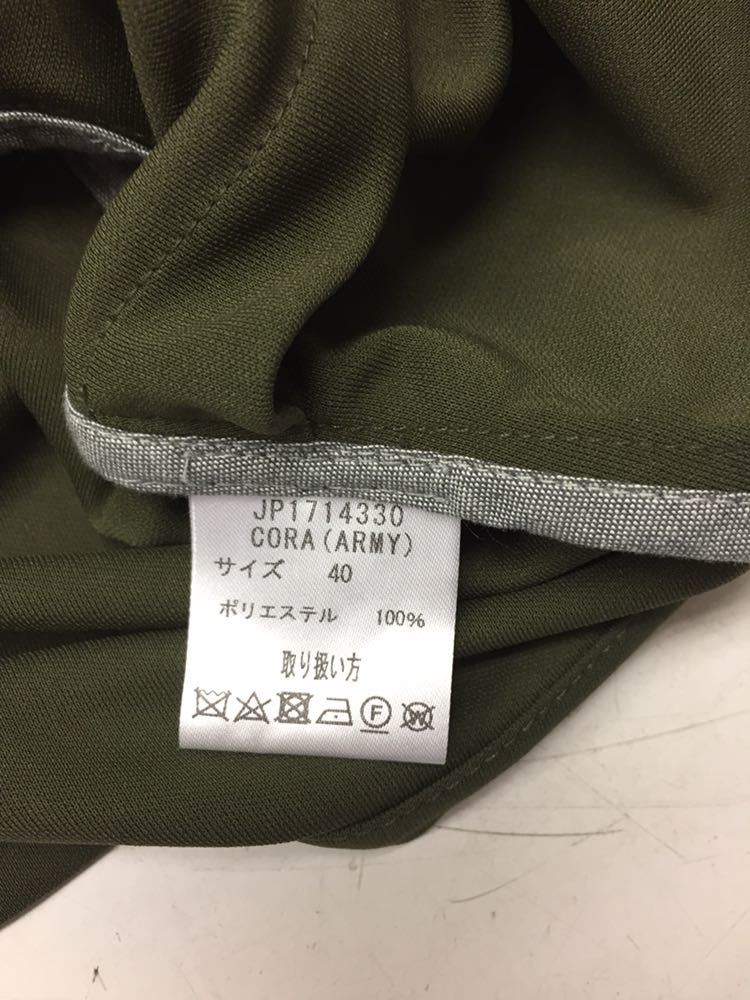 JP1714330
CORA(ARMY)
サイズ 40
ポリエステル 100%
取り扱い方
F W